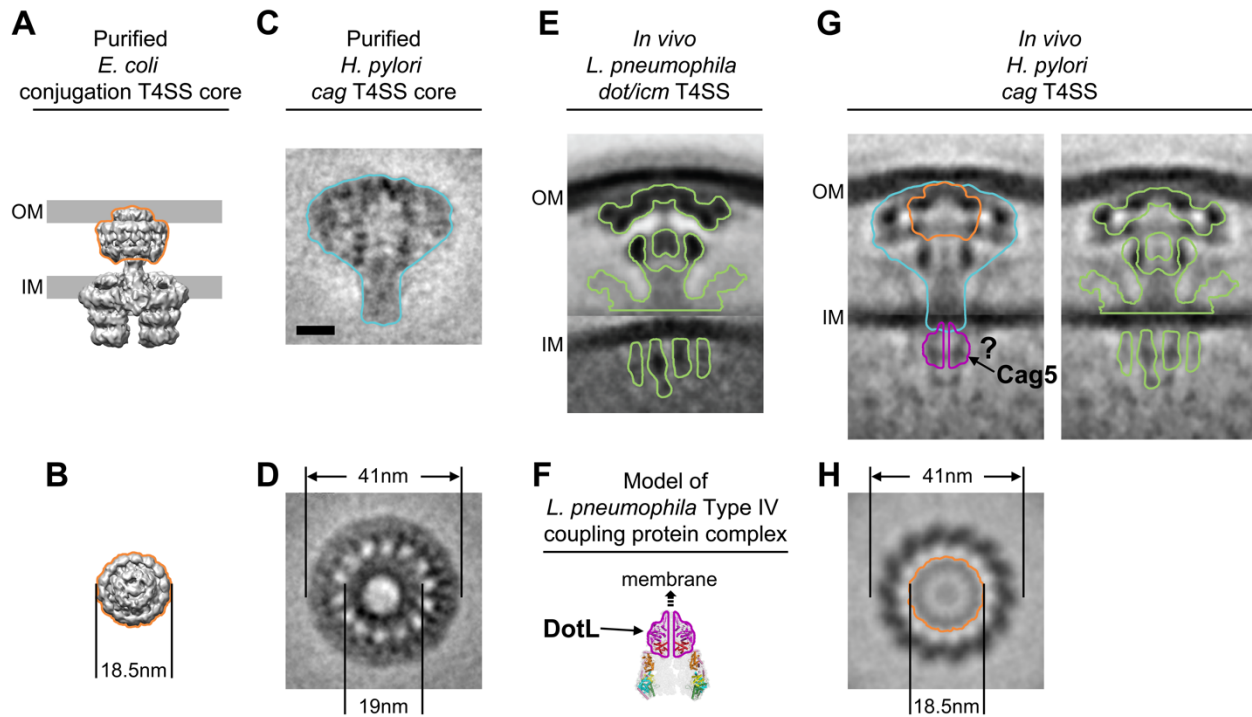 A
Purified
E. coli
conjugation T4SS core
OM
IM
B
18.5nm
C
Purified
H. pylori
cag T4SS core
D
41nm
19nm
E
In vivo
L. pneumophila
dot/icm T4SS
OM
IM
F
Model of
L. pneumophila Type IV
coupling protein complex
membrane
DotL
G
In vivo
H. pylori
cag T4SS
OM
IM
?
Cag5
H
41nm
18.5nm